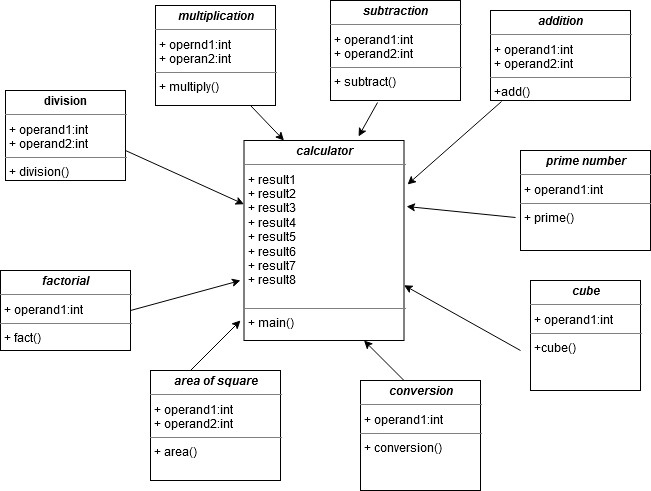 multiplication
+ opernd1:int
+ operan2:int
+ multiply()
subtraction
+ operand1:int
+ operand2:int
+ subtract()
addition
+ operand1:int
+ operand2:int
+add()
division
+ operand1:int
+ operand2:int
+ division()
calculator
+ result1
+ result2
+ result3
+ result4
+ result5
+ result6
+ result7
+ result8
+ main()
prime number
+ operand1:int
+ prime()
factorial
+ operand1:int
+ fact()
cube
+ operand1:int
+cube()
area of square
+ operand1:int
+ operand2:int
+ area()
conversion
+ operand1:int
+ conversion()